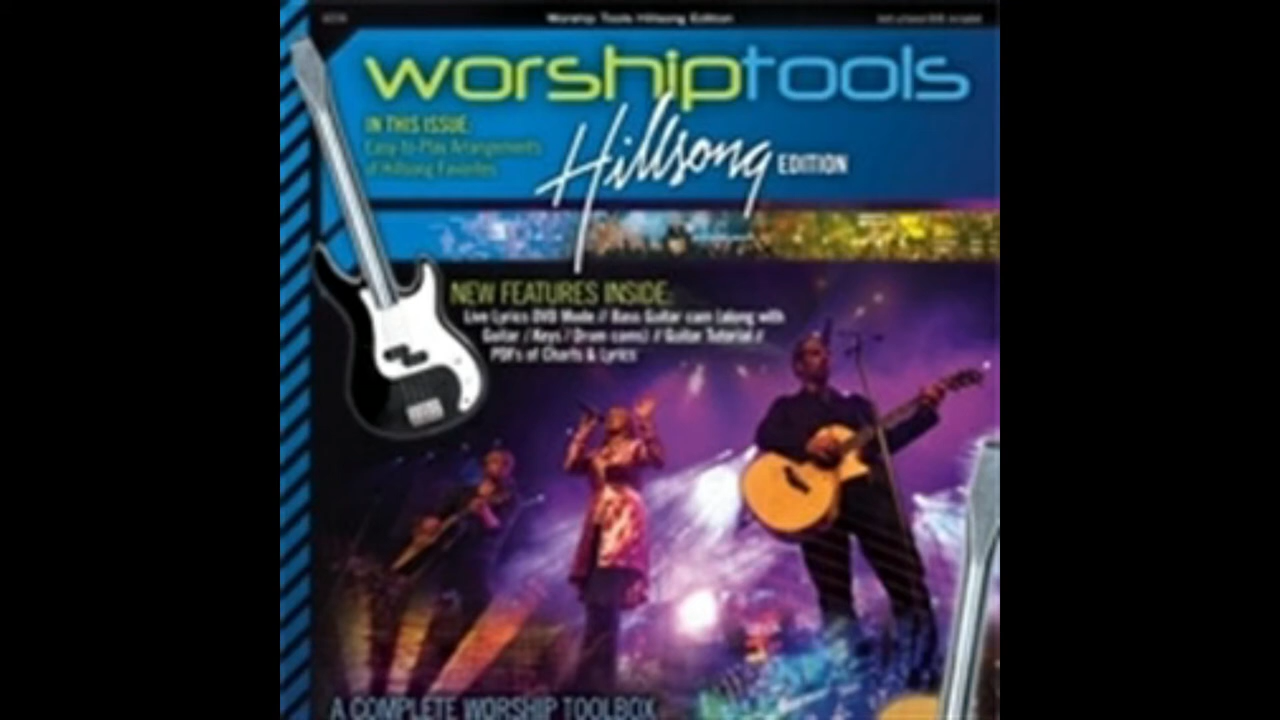 Worship Tools Hillsong Edition
worshiptools
IN THIS ISSUE:
Easy-to-Play Arrangements
of Hillsong Favorites
Hillsong EDITION
NEW FEATURES INSIDE:
Live Lyrics DVD Mode // Bass Guitar cam (along with
Guitar / Keys / Drum cams) // Guitar Tutorial //
PDFs of Charts & Lyrics
A COMPLETE WORSHIP TOOLBOX